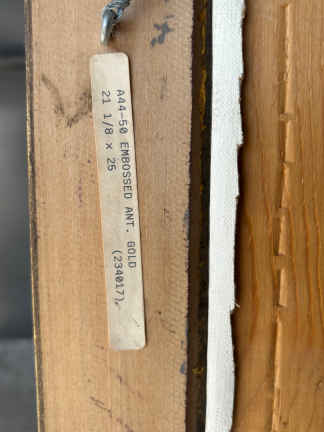 A44-50 EMBOSSED ANT. GOLD
21 1/8 x 25 (234017),